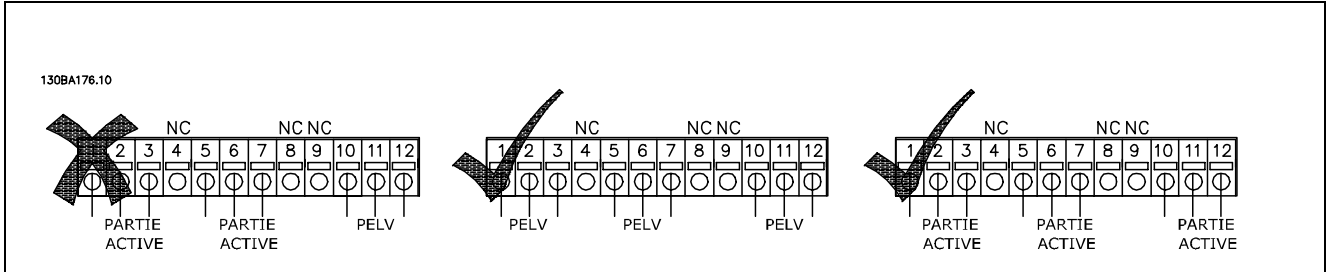 130BA176.10
NC NC NC
2 3 4 5 6 7 8 9 10 11 12
PARTIE ACTIVE
PARTIE ACTIVE
PELV
NC NC NC
1 2 3 4 5 6 7 8 9 10 11 12
PELV PELV PELV
NC NC NC
1 2 3 4 5 6 7 8 9 10 11 12
PARTIE ACTIVE
PARTIE ACTIVE
PARTIE ACTIVE